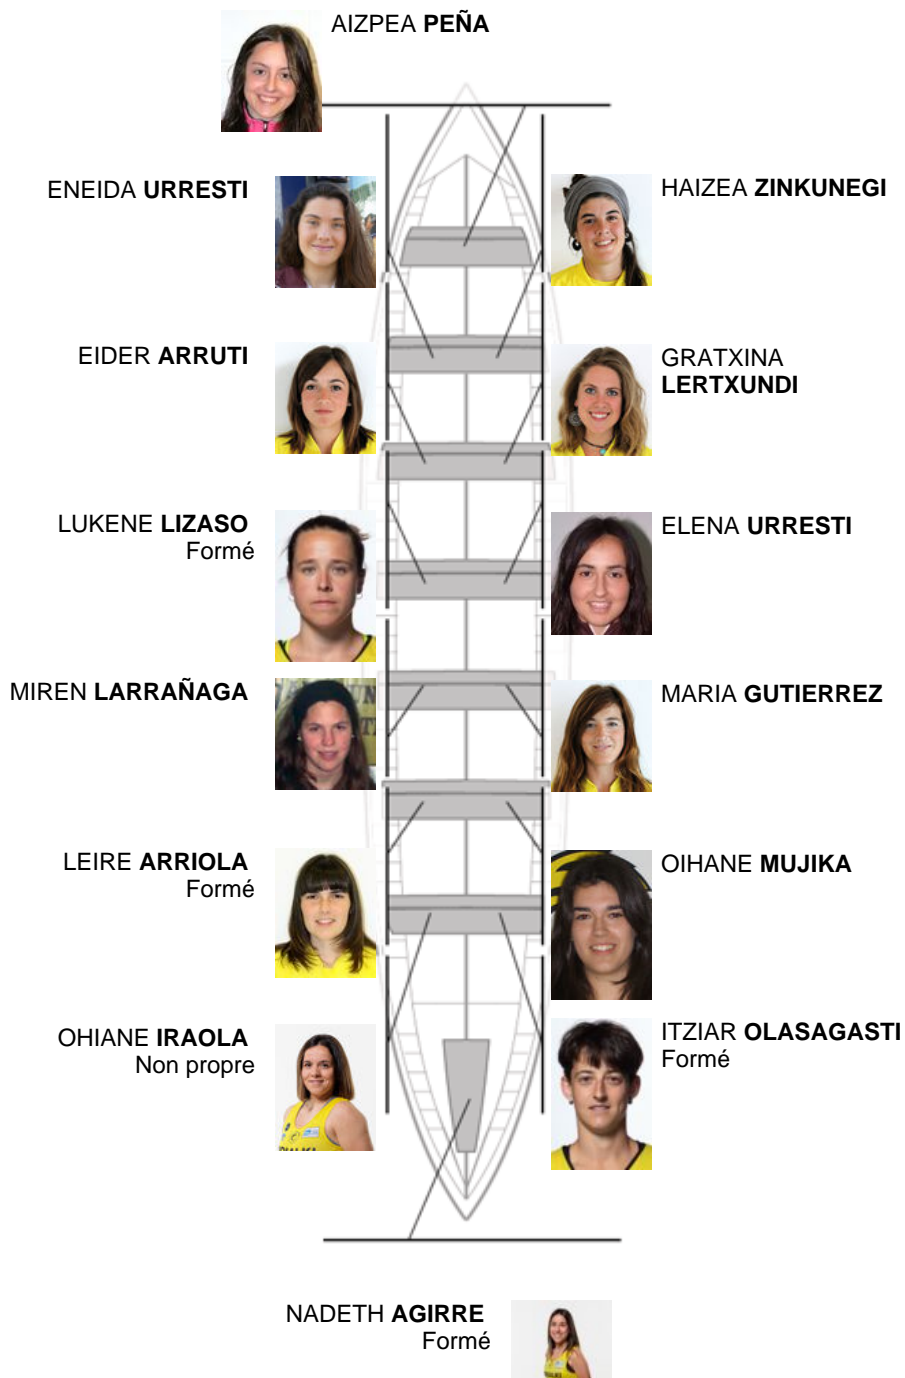 AIZPEA PEÑA
ENEIDA URRESTI
HAIZEA ZINKUNEGI
EIDER ARRUTI
GRATXINA
LERTXUNDI
LUKENE LIZASO
Formé
ELENA URRESTI
MIREN LARRAÑAGA
MARIA GUTIERREZ
LEIRE ARRIOLA
Formé
OIHANE MUJIKA
OHIANE IRAOLA
Non propre
ITZIAR OLASAGASTI
Formé
NADETH AGIRRE
Formé